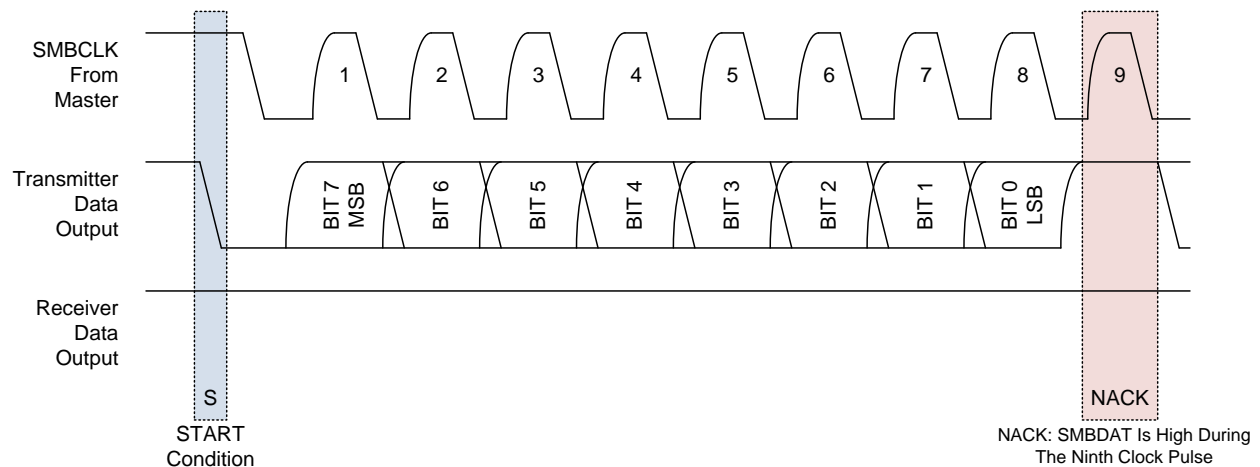 SMBCLK
From
Master
1 2 3 4 5 6 7 8 9
Transmitter
Data
Output
BIT 7
MSB
BIT 6
BIT 5
BIT 4
BIT 3
BIT 2
BIT 1
BIT 0
LSB
Receiver
Data
Output
S
NACK
START
Condition
NACK: SMBDAT Is High During
The Ninth Clock Pulse